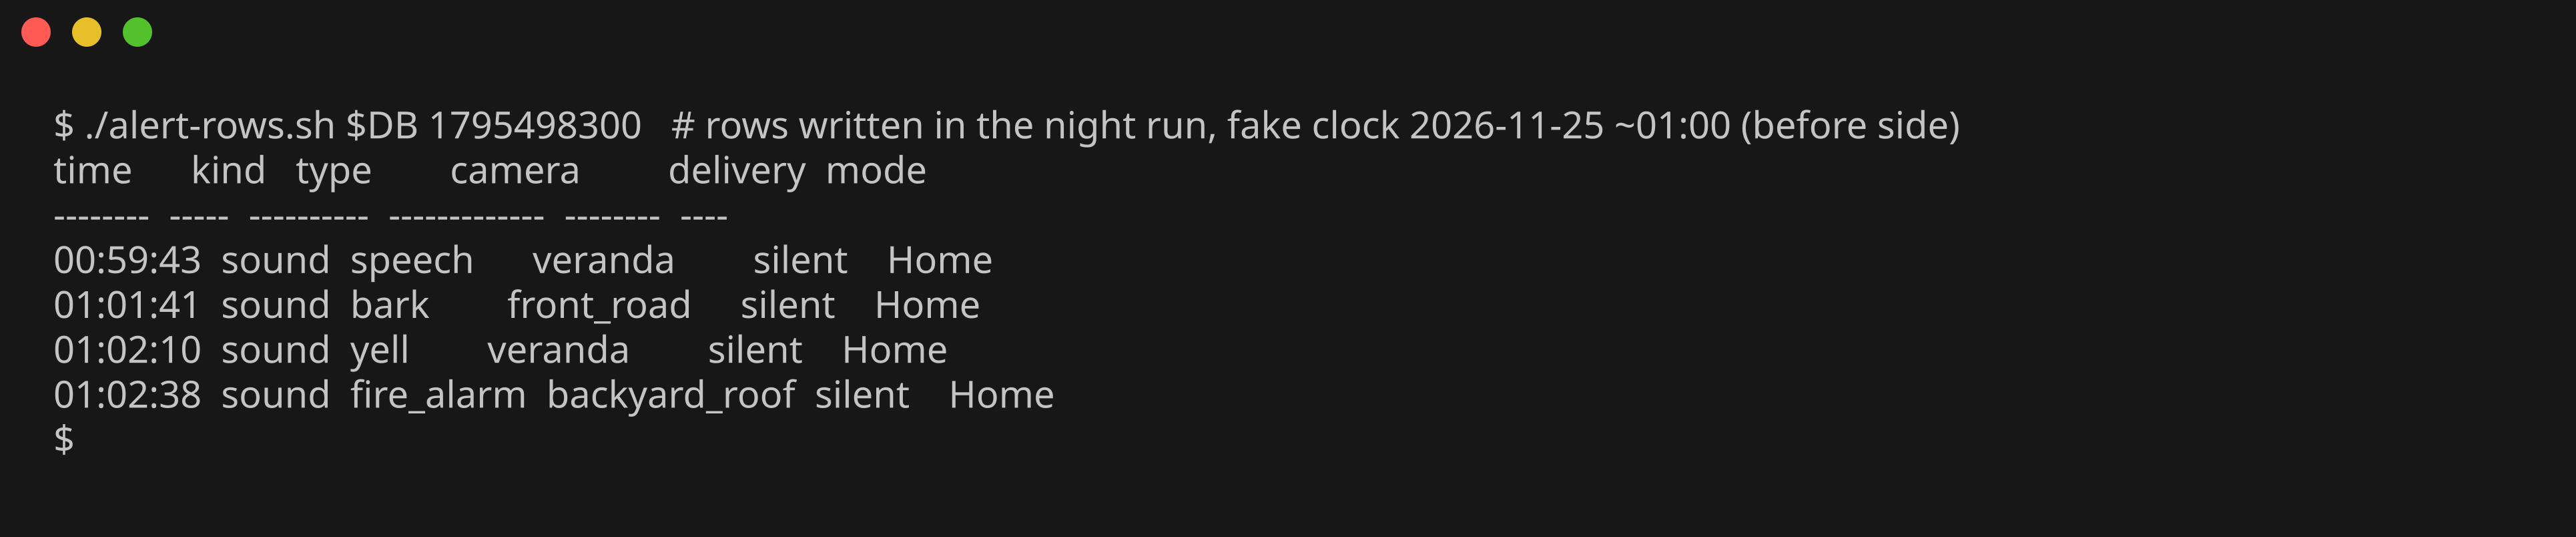 $ ./alert-rows.sh $DB 1795498300   # rows written in the night run, fake clock 2026-11-25 ~01:00 (before side)
time      kind   type        camera         delivery  mode
--------  -----  ----------  -------------  --------  ----
00:59:43  sound  speech      veranda        silent    Home
01:01:41  sound  bark        front_road     silent    Home
01:02:10  sound  yell        veranda        silent    Home
01:02:38  sound  fire_alarm  backyard_roof  silent    Home
$